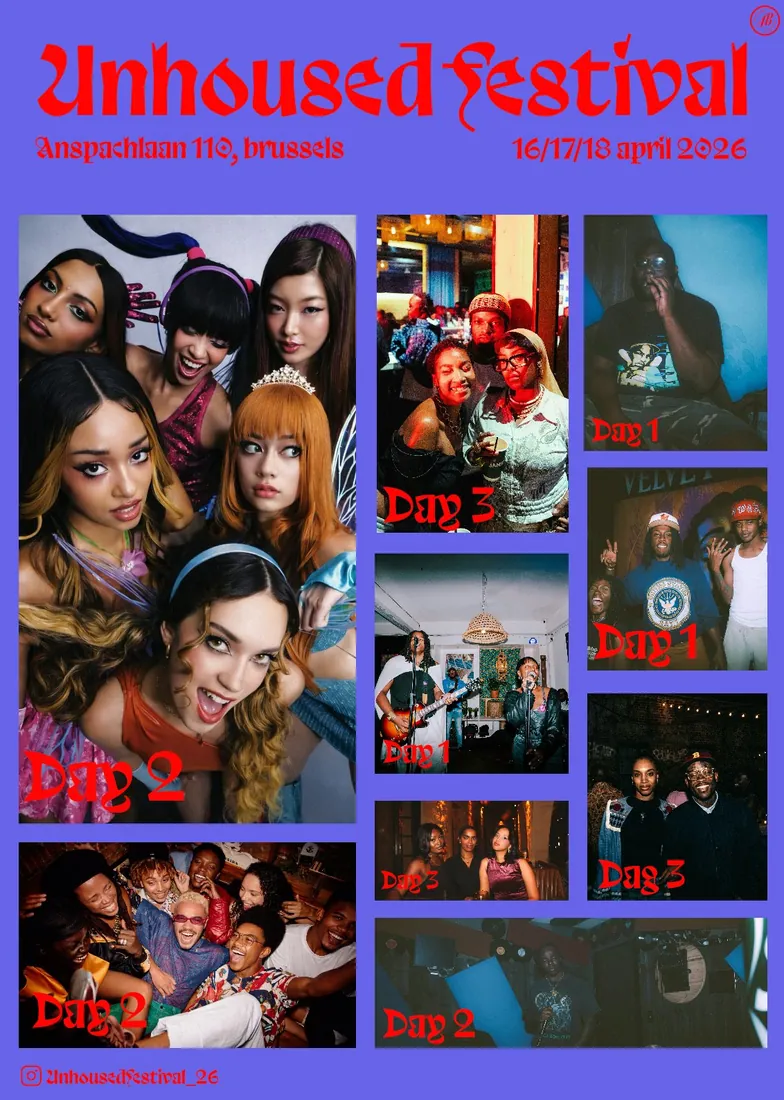 Unhoused festival
Anspachlaan 110, brussels
16/17/18 april 2026
Day 2
Day 3
Day 1
VELVET
Day 1
Day 1
Day 3
Day 3
Day 2
Day 2
Unhousedfestival_26